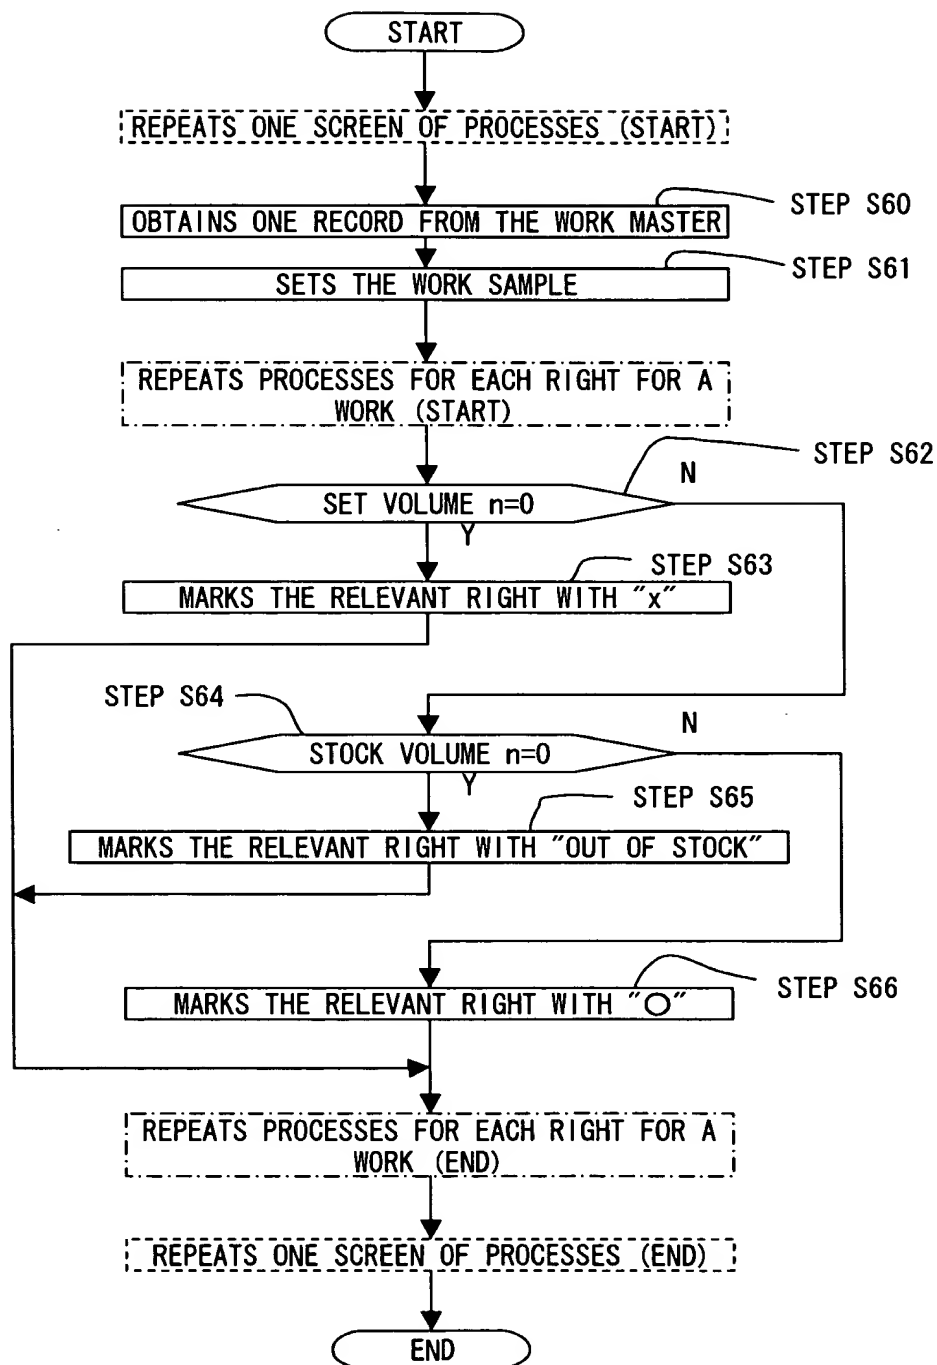 START
REPEATS ONE SCREEN OF PROCESSES (START)
STEP S60
OBTAINS ONE RECORD FROM THE WORK MASTER
STEP S61
SETS THE WORK SAMPLE
REPEATS PROCESSES FOR EACH RIGHT FOR A
WORK (START)
STEP S62
N
SET VOLUME n=0
Y
STEP S63
MARKS THE RELEVANT RIGHT WITH "x"
STEP S64
N
STOCK VOLUME n=0
Y
STEP S65
MARKS THE RELEVANT RIGHT WITH "OUT OF STOCK"
STEP S66
MARKS THE RELEVANT RIGHT WITH "O"
REPEATS PROCESSES FOR EACH RIGHT FOR A
WORK (END)
REPEATS ONE SCREEN OF PROCESSES (END)
END